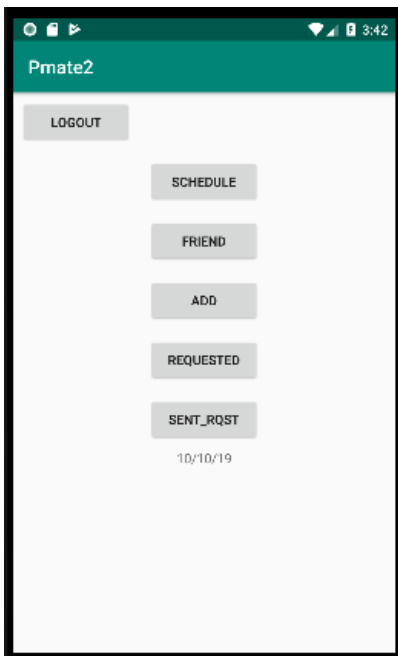 3:42
Pmate2
LOGOUT
SCHEDULE
FRIEND
ADD
REQUESTED
SENT_RQST
10/10/19